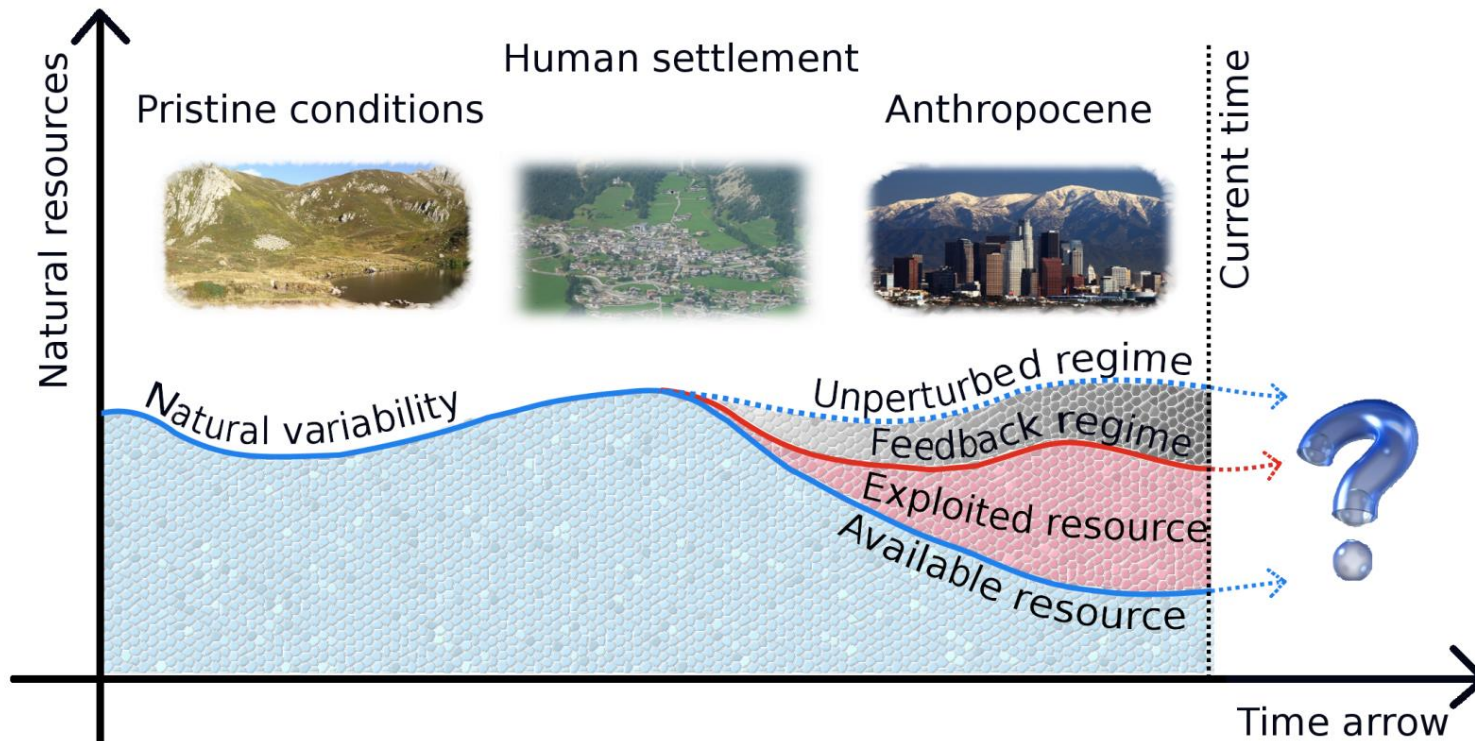 Natural resources
Human settlement
Pristine conditions
Anthropocene
Current time
Natural variability
Unperturbed regime
Feedback regime
Exploited resource
Available resource
Time arrow
?